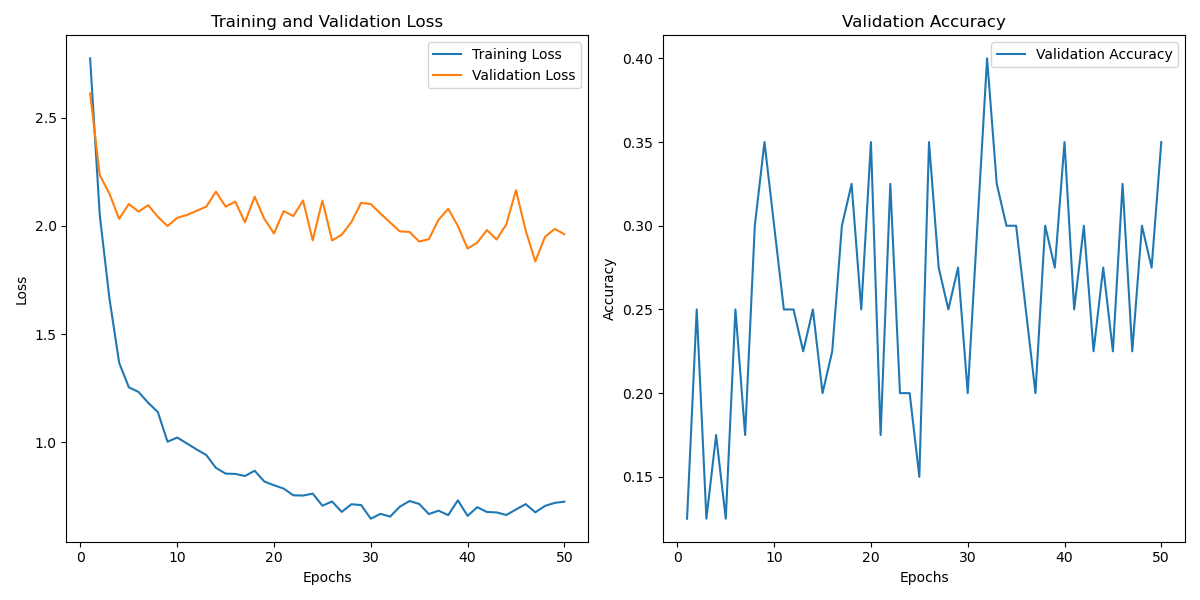 Training and Validation Loss
Training Loss
Validation Loss
Loss
2.5
2.0
1.5
1.0
0
10
20
30
40
50
Epochs
Validation Accuracy
Validation Accuracy
Accuracy
0.40
0.35
0.30
0.25
0.20
0.15
0
10
20
30
40
50
Epochs